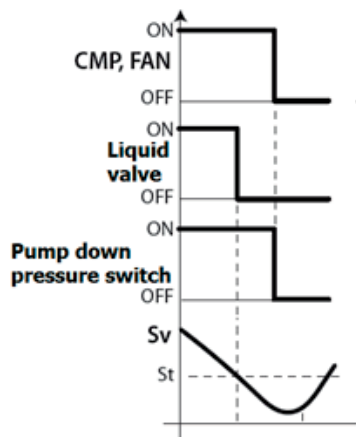 ON
CMP, FAN
OFF
ON
Liquid
valve
OFF
ON
Pump down
pressure switch
OFF
Sv
St